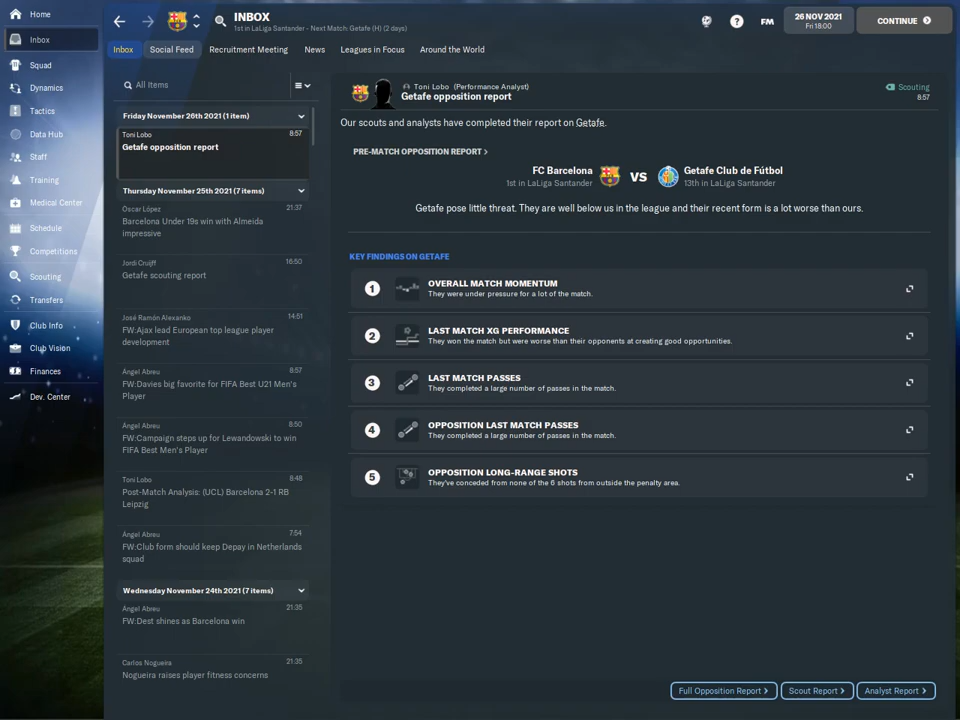 Home
Inbox
Squad
Dynamics
Tactics
Data Hub
Staff
Training
Medical Center
Schedule
Competitions
Scouting
Transfers
Club Info
Club Vision
Finances
Dev. Center
INBOX
1st in LaLiga Santander - Next Match: Getafe (H) (2 days)
?
FM
26 NOV 2021
Fri 18:00
CONTINUE
Inbox
Social Feed
Recruitment Meeting
News
Leagues in Focus
Around the World
All Items
Friday November 26th 2021 (1 item)
Toni Lobo 8:57
Getafe opposition report
Thursday November 25th 2021 (7 items)
Óscar López 21:37
Barcelona Under 19s win with Almeida
impressive
Jordi Cruijff 16:50
Getafe scouting report
José Ramón Alexanko 14:51
FW:Ajax lead European top league player
development
Ángel Abreu 8:57
FW:Davies big favorite for FIFA Best U21 Men's
Player
Ángel Abreu 8:50
FW:Campaign steps up for Lewandowski to win
FIFA Best Men's Player
Toni Lobo 8:48
Post-Match Analysis: (UCL) Barcelona 2-1 RB
Leipzig
Ángel Abreu 7:54
FW:Club form should keep Depay in Netherlands
squad
Wednesday November 24th 2021 (7 items)
Ángel Abreu 21:35
FW:Dest shines as Barcelona win
Carlos Nogueira 21:35
Nogueira raises player fitness concerns
Toni Lobo (Performance Analyst)
Getafe opposition report
Scouting
8:57
Our scouts and analysts have completed their report on Getafe.
PRE-MATCH OPPOSITION REPORT >
FC Barcelona
1st in LaLiga Santander
VS
Getafe Club de Fútbol
13th in LaLiga Santander
Getafe pose little threat. They are well below us in the league and their recent form is a lot worse than ours.
KEY FINDINGS ON GETAFE
1
OVERALL MATCH MOMENTUM
They were under pressure for a lot of the match.
2
LAST MATCH XG PERFORMANCE
They won the match but were worse than their opponents at creating good opportunities.
3
LAST MATCH PASSES
They completed a large number of passes in the match.
4
OPPOSITION LAST MATCH PASSES
They completed a large number of passes in the match.
5
OPPOSITION LONG-RANGE SHOTS
They've conceded from none of the 6 shots from outside the penalty area.
Full Opposition Report >
Scout Report >
Analyst Report >